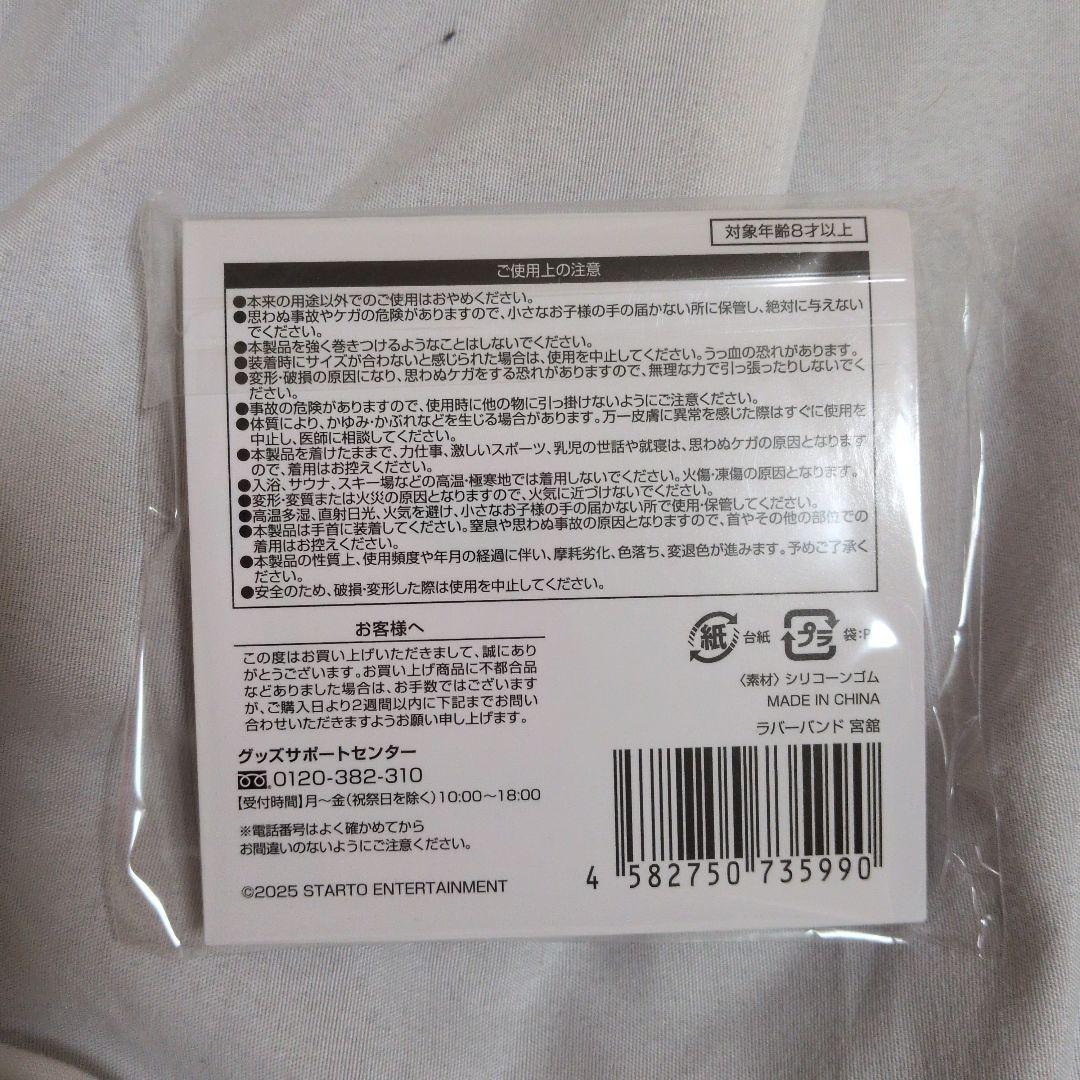 対象年齢8才以上
ご使用上の注意
●本来の用途以外でのご使用はおやめください。
●思わぬ事故やケガの危険がありますので、小さなお子様の手の届かない所に保管し、絶対に与えない
でください。
●本製品を強く巻きつけるようなことはしないでください。
●装着時にサイズが合わないと感じられた場合は、使用を中止してください。うっ血の恐れがあります。
●変形・破損の原因になり、思わぬケガをする恐れがありますので、無理な力で引っ張ったりしないでく
ださい。
●事故の危険がありますので、使用時に他の物に引っ掛けないようにご注意ください。
●体質により、かゆみ・かぶれなどを生じる場合があります。万一皮膚に異常を感じた際はすぐに使用を
中止し、医師に相談してください。
●本製品を着けたままで、力仕事、激しいスポーツ、乳児の世話や就寝は、思わぬケガの原因となります
ので、着用はお控えください。
●入浴、サウナ、スキー場などの高温・極寒地では着用しないでください。火傷・凍傷の原因となります。
●変形・変質または火災の原因となりますので、火気に近づけないでください。
●高温多湿、直射日光、火気を避け、小さなお子様の手の届かない所で使用・保管してください。
●本製品は手首に装着してください。窒息や思わぬ事故の原因となりますので、首やその他の部位での
着用はお控えください。
●本製品の性質上、使用頻度や年月の経過に伴い、摩耗劣化、色落ち、変退色が進みます。予めご了承く
ださい。
●安全のため、破損・変形した際は使用を中止してください。
お客様へ
この度はお買い上げいただきまして、誠にあり
がとうございます。お買い上げ商品に不都合品
などありました場合は、お手数ではございます
が、ご購入日より2週間以内に下記までお問い
合わせいただきますようお願い申し上げます。
グッズサポートセンター
0120-382-310
【受付時間】月～金(祝祭日を除く)10:00～18:00
※電話番号はよく確かめてから
お間違いのないようにご注意ください。
©2025 STARTO ENTERTAINMENT
紙 台紙 プラ 袋:P
〈素材〉シリコーンゴム
MADE IN CHINA
ラバーバンド 宮舘
4 582750 735990